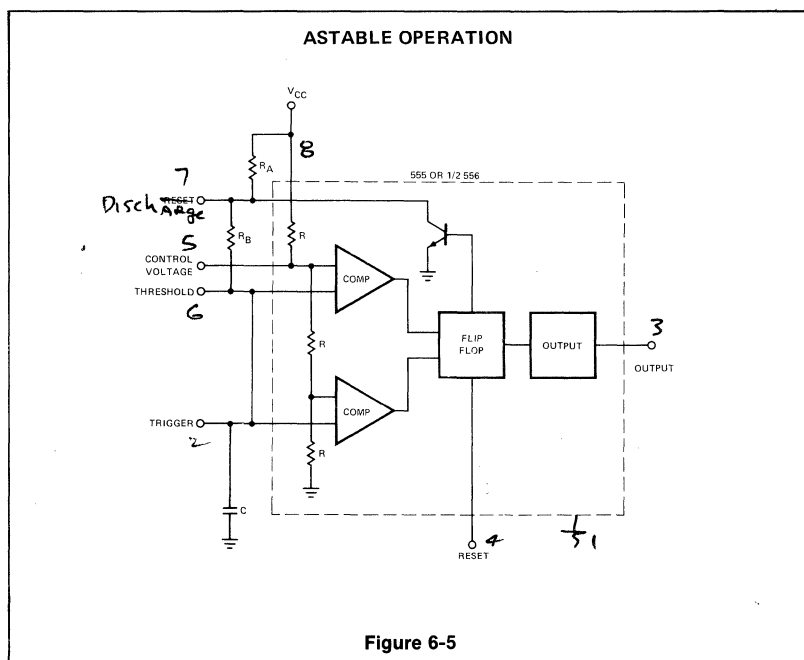 ASTABLE OPERATION
VCC
8
RA
555 OR 1/2 556
7
RESET
Discharge
RB
R
5
CONTROL
VOLTAGE
COMP
THRESHOLD
6
R
FLIP
FLOP
OUTPUT
3
OUTPUT
COMP
TRIGGER
2
R
C
RESET
4
1
Figure 6-5